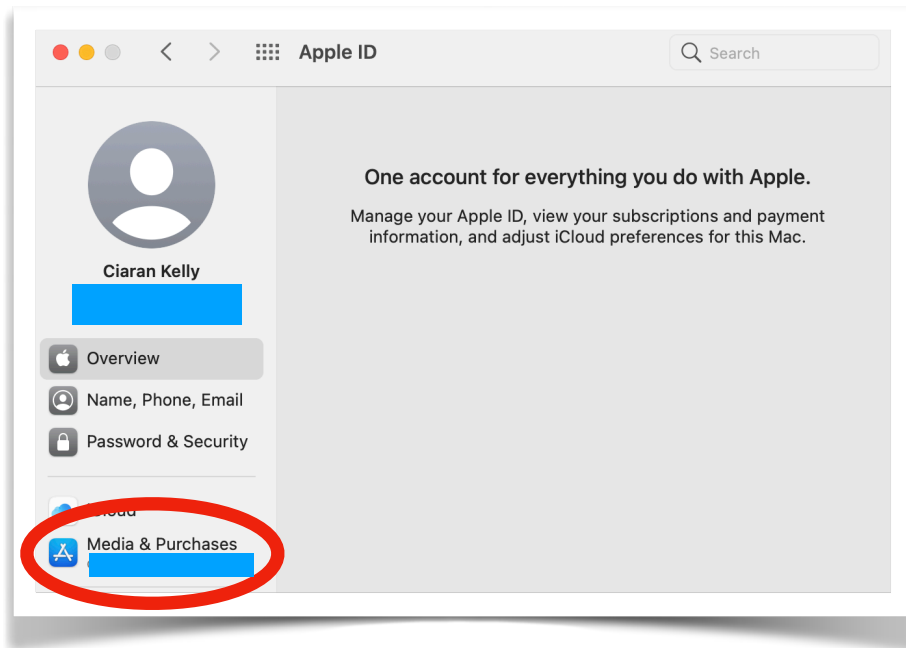 Apple ID
Search
One account for everything you do with Apple.
Manage your Apple ID, view your subscriptions and payment
information, and adjust iCloud preferences for this Mac.
Ciaran Kelly
Overview
Name, Phone, Email
Password & Security
iCloud
Media & Purchases